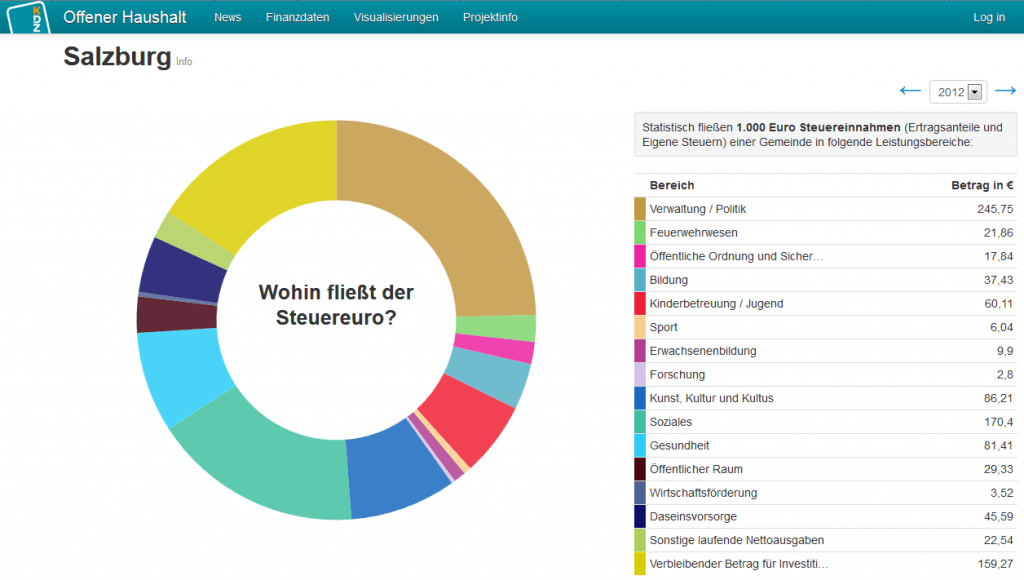 KDZ Offener Haushalt News Finanzdaten Visualisierungen Projektinfo Log in
Salzburg Info
2012
Wohin fließt der
Steuereuro?
Statistisch fließen 1.000 Euro Steuereinnahmen (Ertragsanteile und
Eigene Steuern) einer Gemeinde in folgende Leistungsbereiche:
Bereich Betrag in €
Verwaltung / Politik 245,75
Feuerwehrwesen 21,86
Öffentliche Ordnung und Sicher... 17,84
Bildung 37,43
Kinderbetreuung / Jugend 60,11
Sport 6,04
Erwachsenenbildung 9,9
Forschung 2,8
Kunst, Kultur und Kultus 86,21
Soziales 170,4
Gesundheit 81,41
Öffentlicher Raum 29,33
Wirtschaftsförderung 3,52
Daseinsvorsorge 45,59
Sonstige laufende Nettoausgaben 22,54
Verbleibender Betrag für Investiti... 159,27